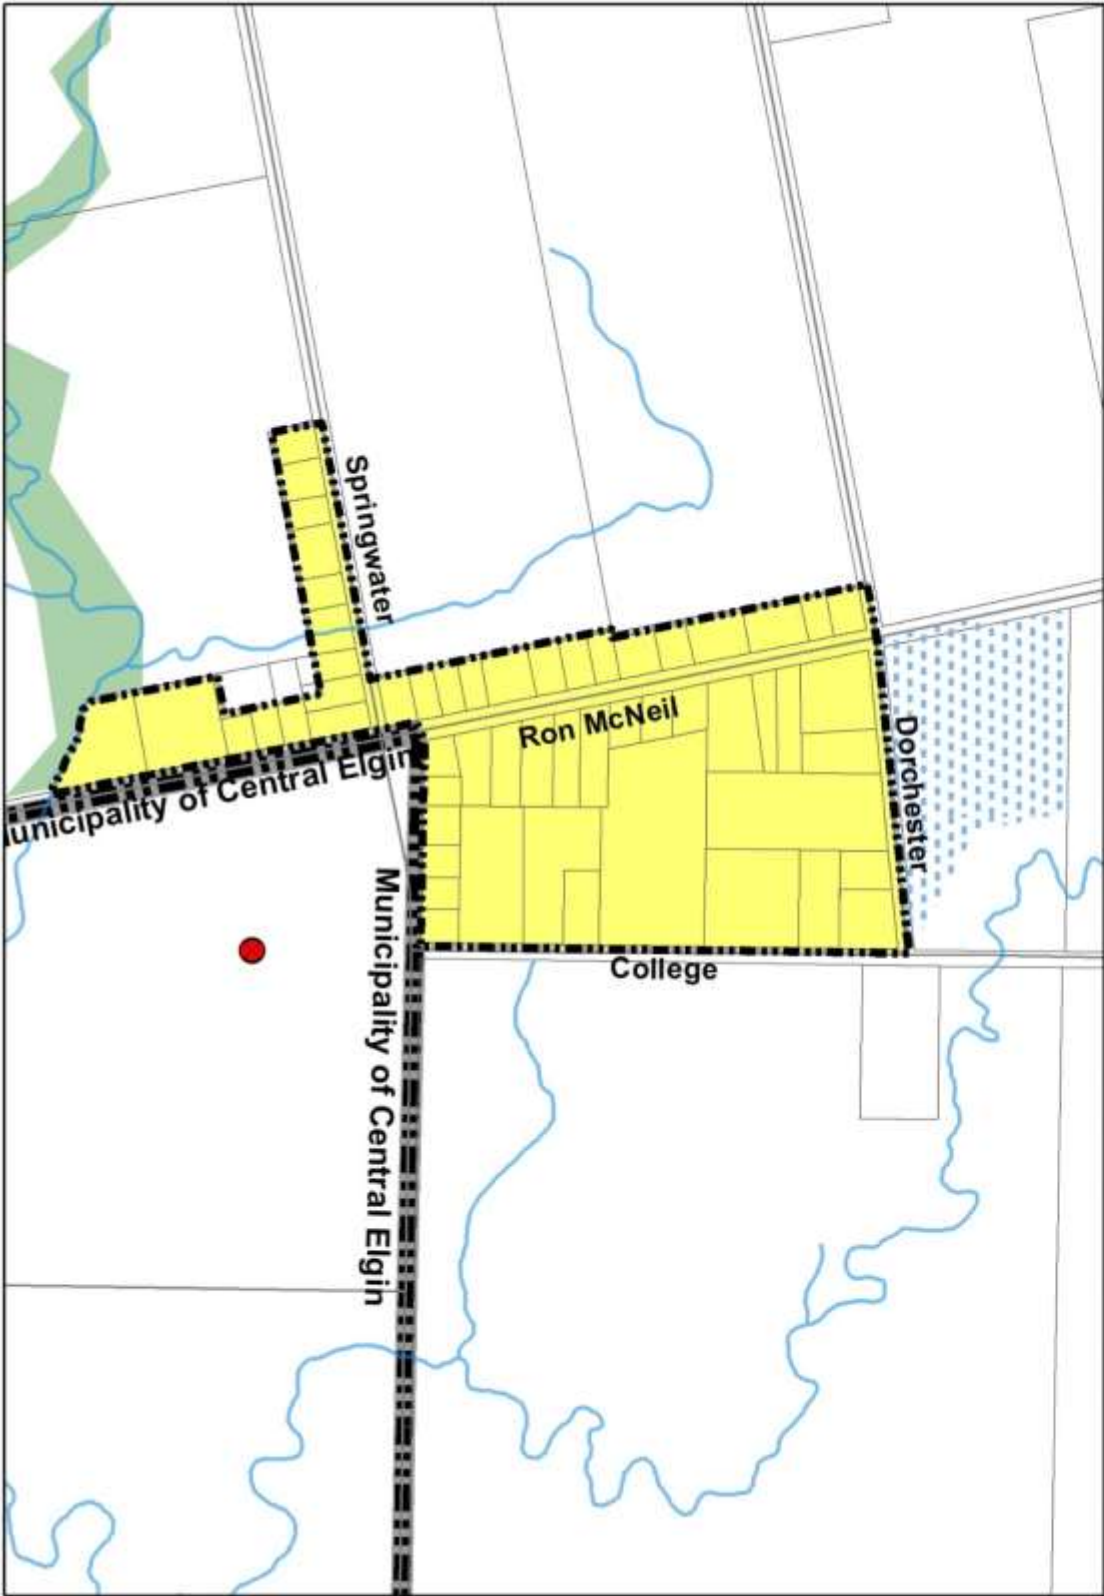 Springwater
Ron McNeil
Dorchester
unicipality of Central Elgin
Municipality of Central Elgin
College